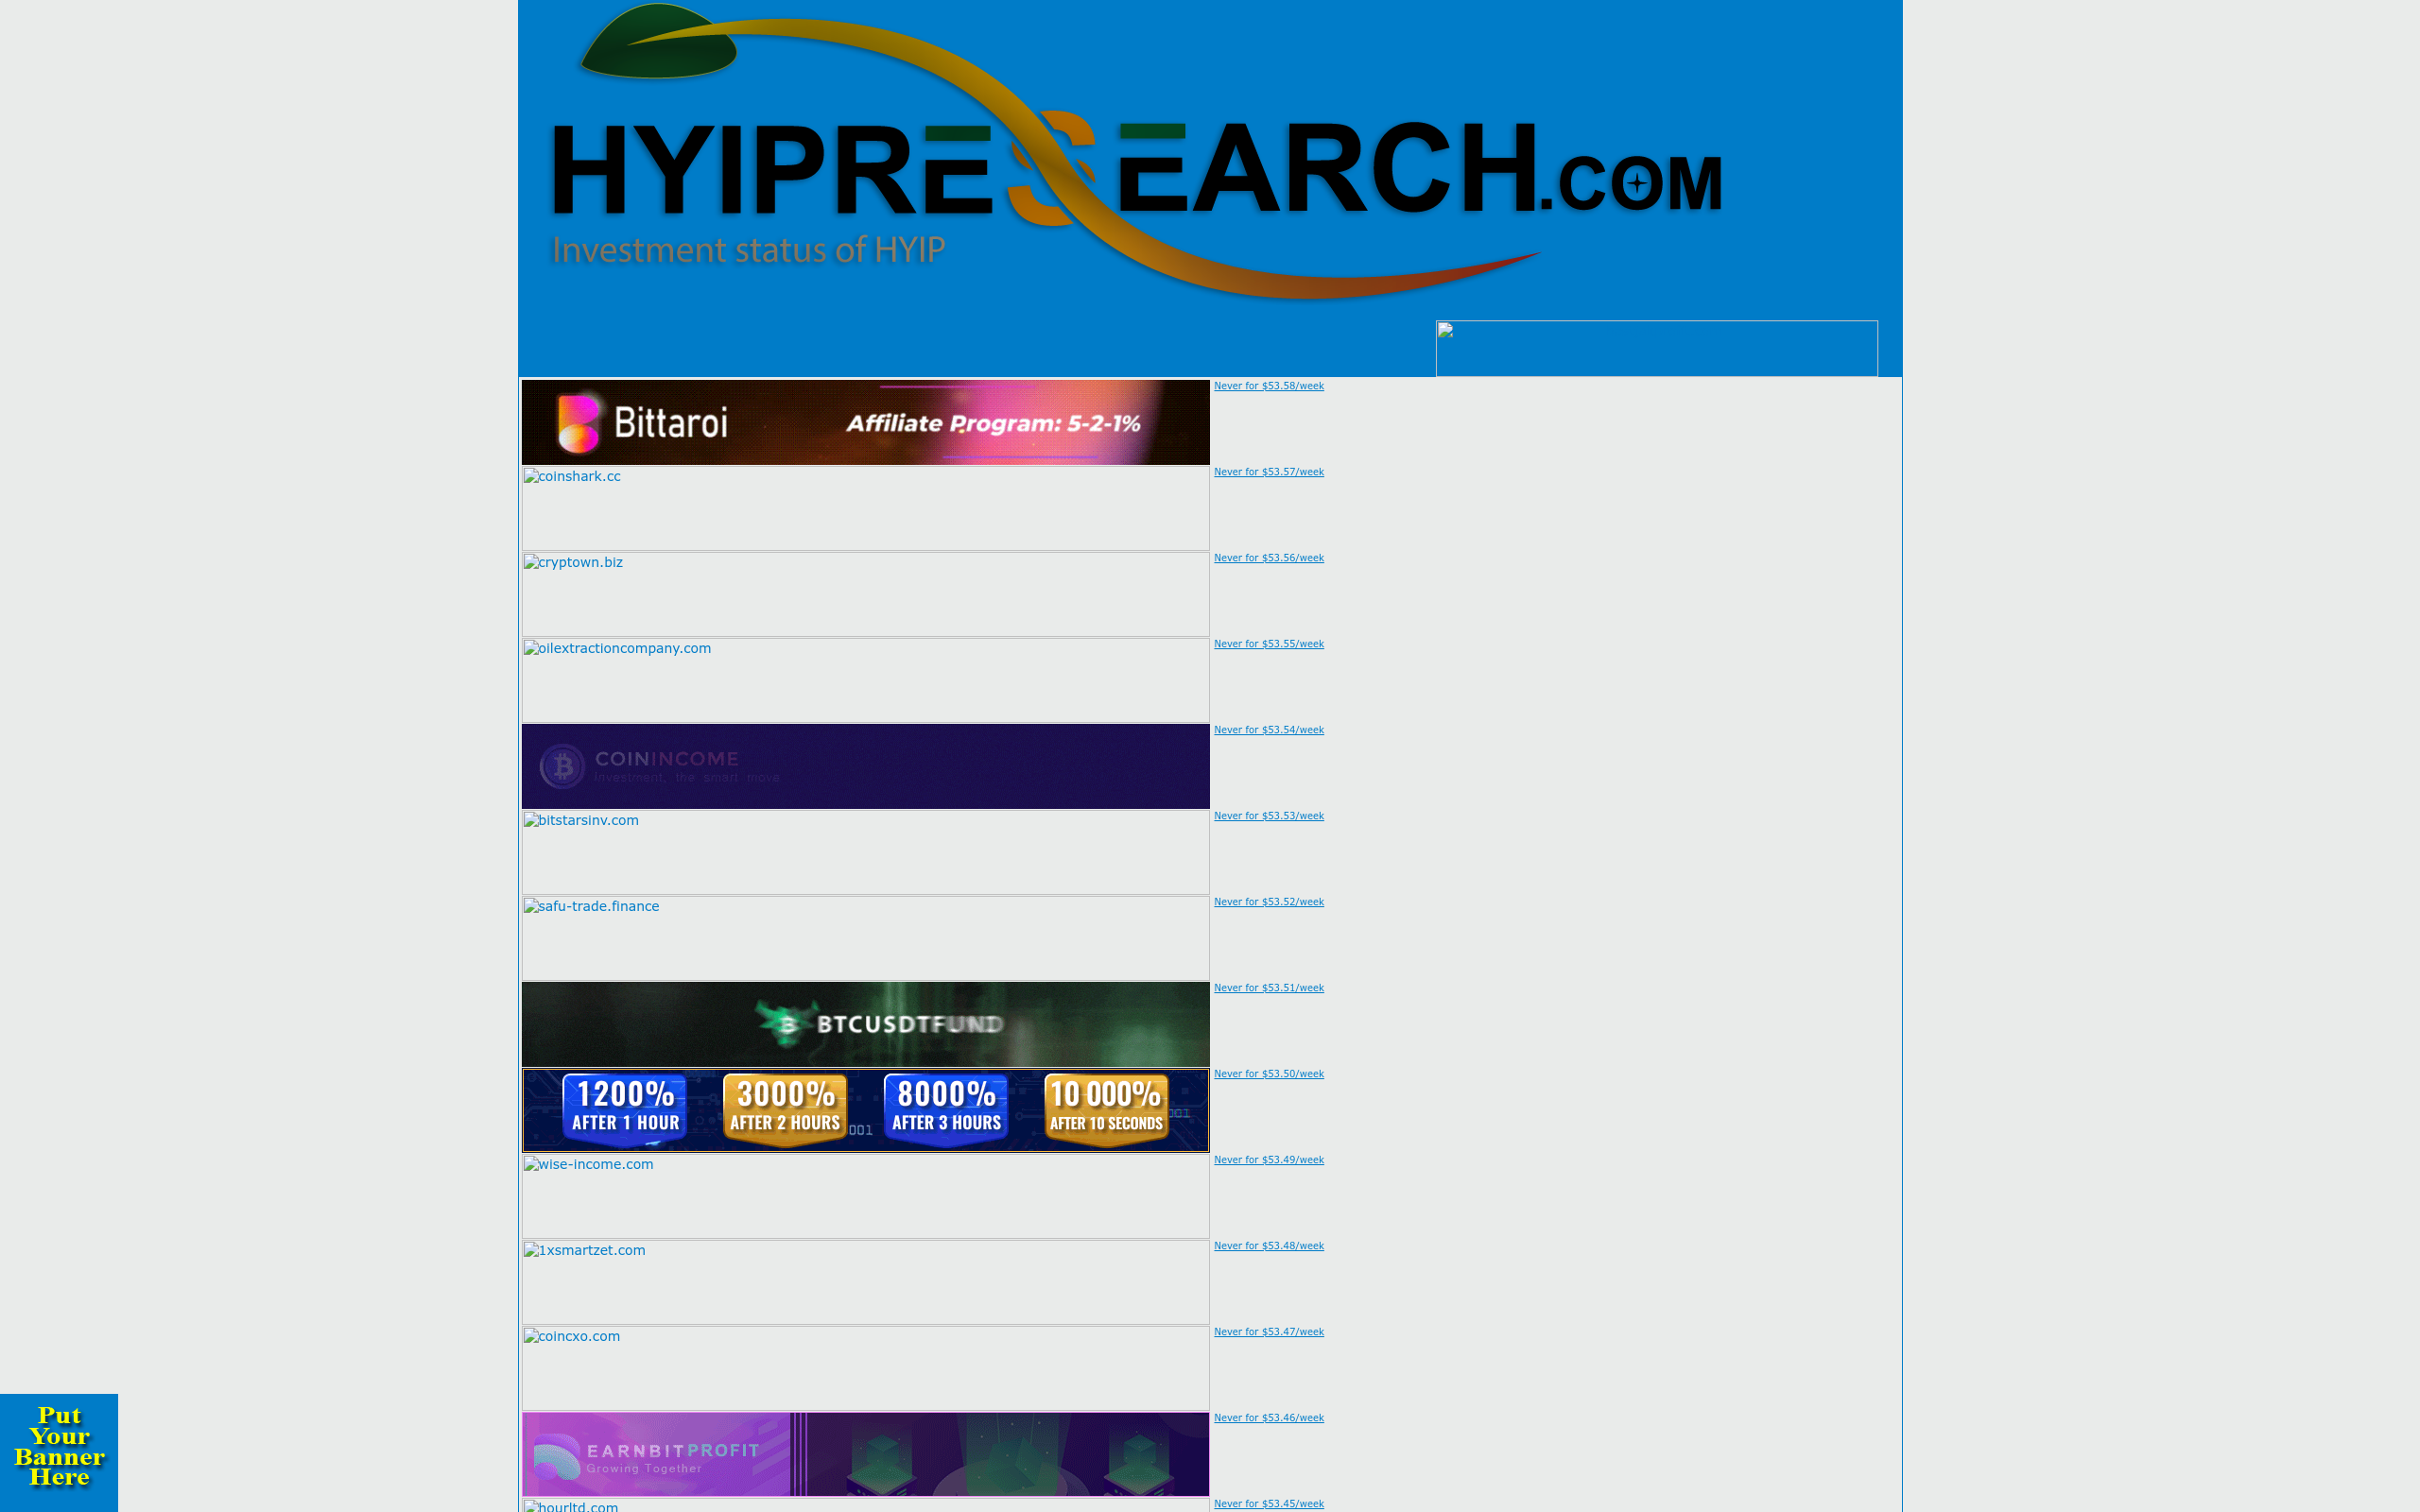 HYIPRESEARCH.COM
Investment status of HYIP
Bittaroi
Affiliate Program: 5-2-1%
Never for $53.58/week
coinshark.cc
Never for $53.57/week
cryptown.biz
Never for $53.56/week
oilextractioncompany.com
Never for $53.55/week
COININCOME
Investment, the smart move
Never for $53.54/week
bitstarsinv.com
Never for $53.53/week
safu-trade.finance
Never for $53.52/week
BTCUSDTFUND
Never for $53.51/week
1200% 3000% 8000% 10 000%
AFTER 1 HOUR AFTER 2 HOURS AFTER 3 HOURS AFTER 10 SECONDS
001 001
Never for $53.50/week
wise-income.com
Never for $53.49/week
1xsmartzet.com
Never for $53.48/week
coincxo.com
Never for $53.47/week
EARNBITPROFIT
Growing Together
Never for $53.46/week
hourltd.com
Never for $53.45/week
Put
Your
Banner
Here